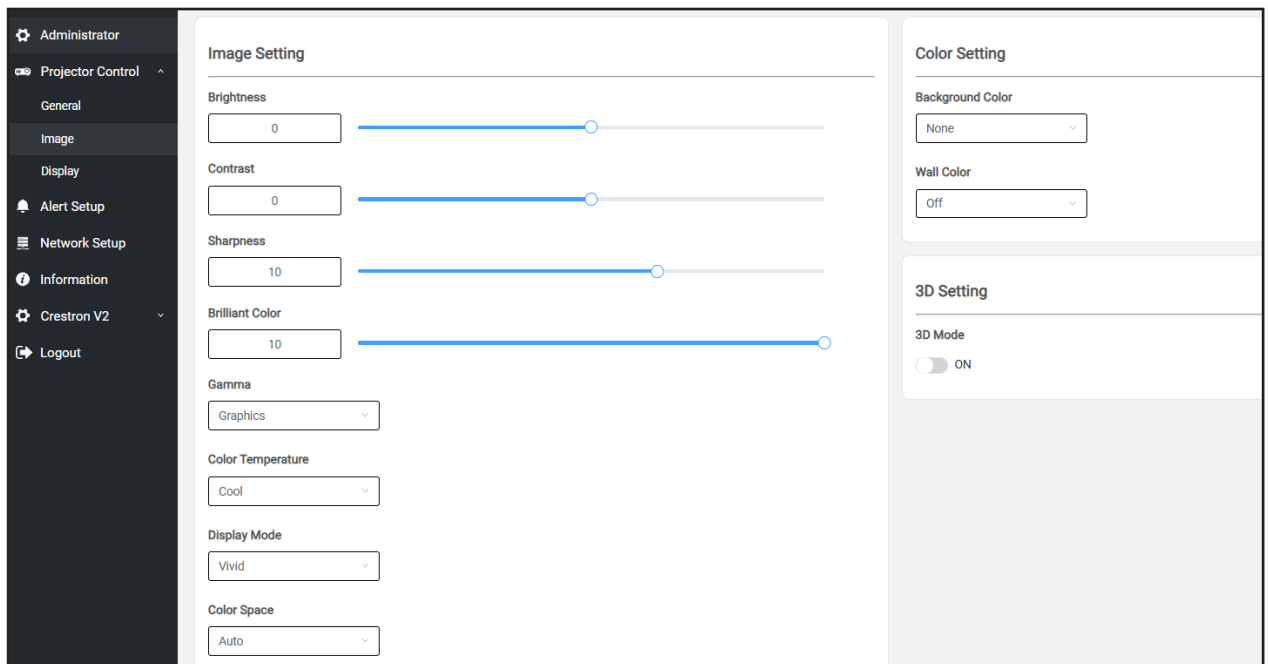 Administrator
Projector Control
General
Image
Display
Alert Setup
Network Setup
Information
Crestron V2
Logout
Image Setting
Brightness
0
Contrast
0
Sharpness
10
Brilliant Color
10
Gamma
Graphics
Color Temperature
Cool
Display Mode
Vivid
Color Space
Auto
Color Setting
Background Color
None
Wall Color
Off
3D Setting
3D Mode
ON